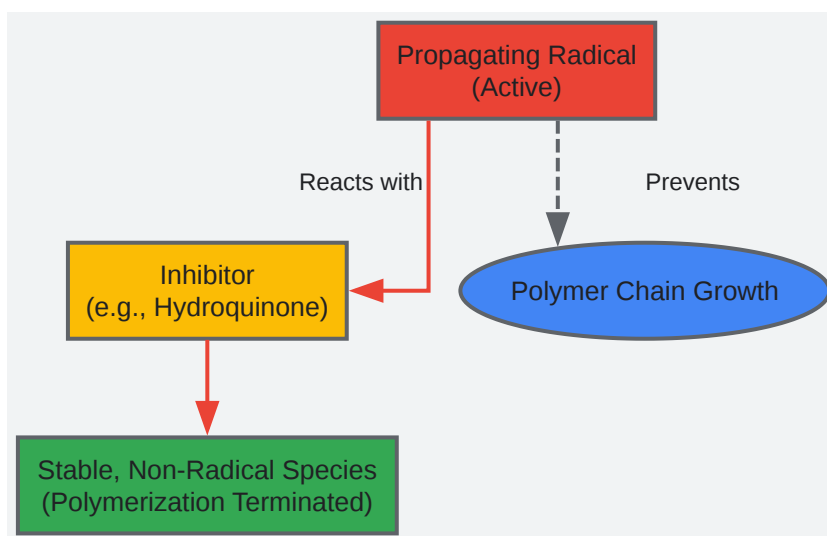 Propagating Radical
(Active)
Reacts with
Prevents
Inhibitor
(e.g., Hydroquinone)
Polymer Chain Growth
Stable, Non-Radical Species
(Polymerization Terminated)